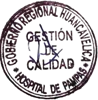 GOBIERNO REGIONAL HUANCAVELICA
GESTIÓN
DE
CALIDAD
* HOSPITAL DE PAMPAS *